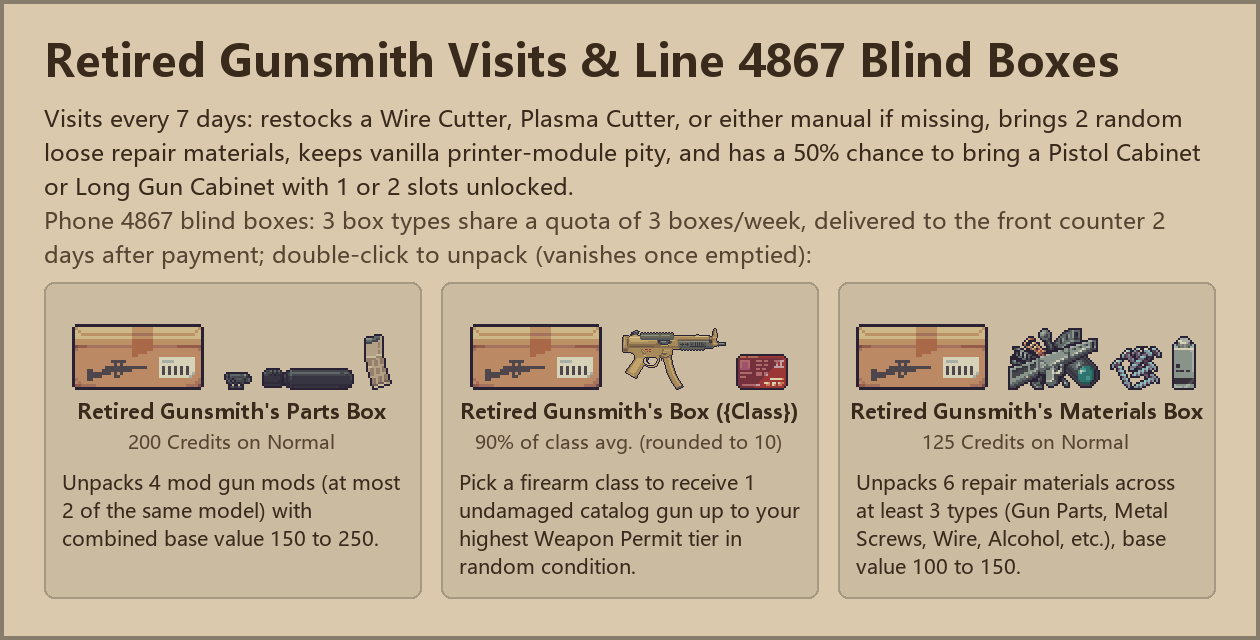 Retired Gunsmith Visits & Line 4867 Blind Boxes
Visits every 7 days: restocks a Wire Cutter, Plasma Cutter, or either manual if missing, brings 2 random
loose repair materials, keeps vanilla printer-module pity, and has a 50% chance to bring a Pistol Cabinet
or Long Gun Cabinet with 1 or 2 slots unlocked.
Phone 4867 blind boxes: 3 box types share a quota of 3 boxes/week, delivered to the front counter 2
days after payment; double-click to unpack (vanishes once emptied):
Retired Gunsmith's Parts Box
200 Credits on Normal
Unpacks 4 mod gun mods (at most
2 of the same model) with
combined base value 150 to 250.
Retired Gunsmith's Box ({Class})
90% of class avg. (rounded to 10)
Pick a firearm class to receive 1
undamaged catalog gun up to your
highest Weapon Permit tier in
random condition.
Retired Gunsmith's Materials Box
125 Credits on Normal
Unpacks 6 repair materials across
at least 3 types (Gun Parts, Metal
Screws, Wire, Alcohol, etc.), base
value 100 to 150.